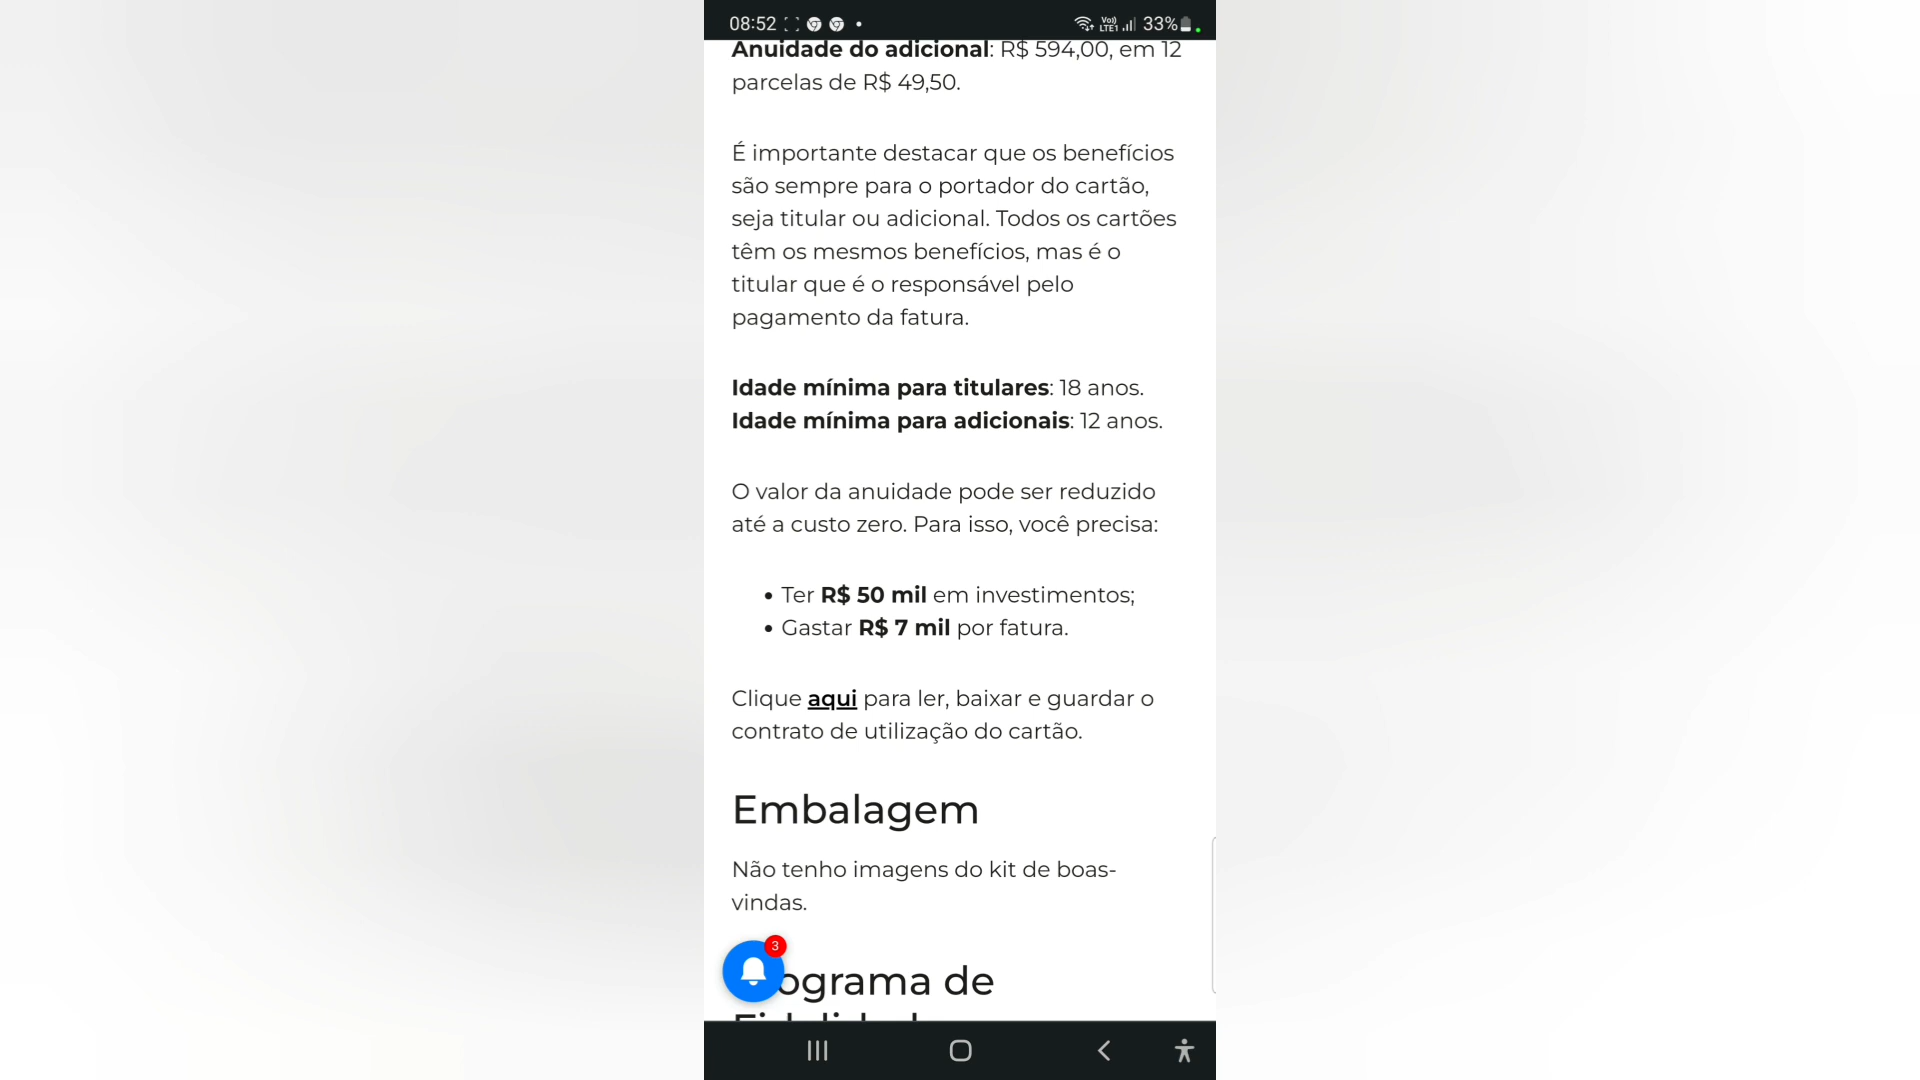 08:52
Vo))
LTE1
33%
Anuidade do adicional: R$ 594,00, em 12
parcelas de R$ 49,50.
É importante destacar que os benefícios
são sempre para o portador do cartão,
seja titular ou adicional. Todos os cartões
têm os mesmos benefícios, mas é o
titular que é o responsável pelo
pagamento da fatura.
Idade mínima para titulares: 18 anos.
Idade mínima para adicionais: 12 anos.
O valor da anuidade pode ser reduzido
até a custo zero. Para isso, você precisa:
• Ter R$ 50 mil em investimentos;
• Gastar R$ 7 mil por fatura.
Clique aqui para ler, baixar e guardar o
contrato de utilização do cartão.
Embalagem
Não tenho imagens do kit de boas-
vindas.
3
ograma de